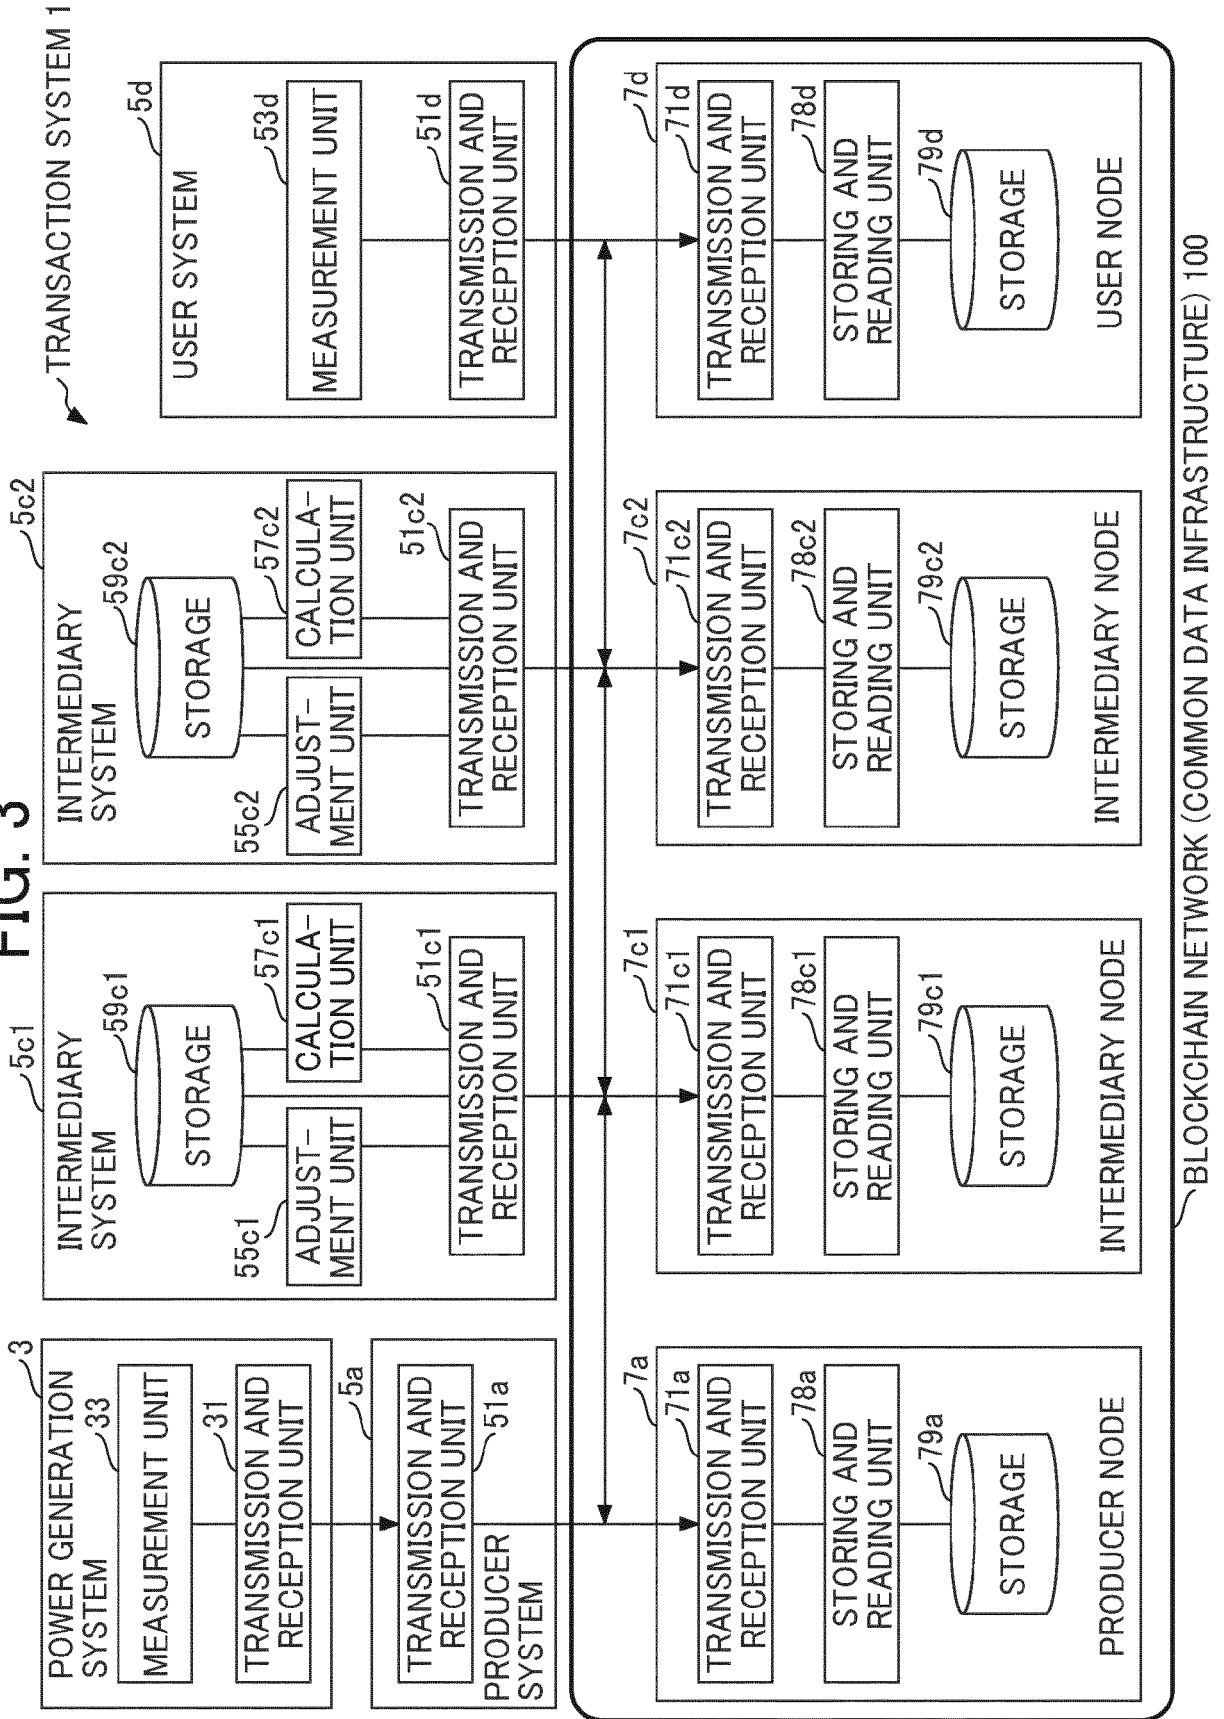 FIG. 3
TRANSACTION SYSTEM 1
3
POWER GENERATION
SYSTEM
33
MEASUREMENT UNIT
31
TRANSMISSION AND
RECEPTION UNIT
5a
TRANSMISSION AND
RECEPTION UNIT
51a
PRODUCER
SYSTEM
5c1
INTERMEDIARY
SYSTEM
59c1
STORAGE
55c1
ADJUST-
MENT UNIT
57c1
CALCULA-
TION UNIT
51c1
TRANSMISSION AND
RECEPTION UNIT
5c2
INTERMEDIARY
SYSTEM
59c2
STORAGE
55c2
ADJUST-
MENT UNIT
57c2
CALCULA-
TION UNIT
51c2
TRANSMISSION AND
RECEPTION UNIT
5d
USER SYSTEM
53d
MEASUREMENT UNIT
51d
TRANSMISSION AND
RECEPTION UNIT
7a
71a
TRANSMISSION AND
RECEPTION UNIT
78a
STORING AND
READING UNIT
79a
STORAGE
PRODUCER NODE
7c1
71c1
TRANSMISSION AND
RECEPTION UNIT
78c1
STORING AND
READING UNIT
79c1
STORAGE
INTERMEDIARY NODE
7c2
71c2
TRANSMISSION AND
RECEPTION UNIT
78c2
STORING AND
READING UNIT
79c2
STORAGE
INTERMEDIARY NODE
7d
71d
TRANSMISSION AND
RECEPTION UNIT
78d
STORING AND
READING UNIT
79d
STORAGE
USER NODE
BLOCKCHAIN NETWORK (COMMON DATA INFRASTRUCTURE) 100